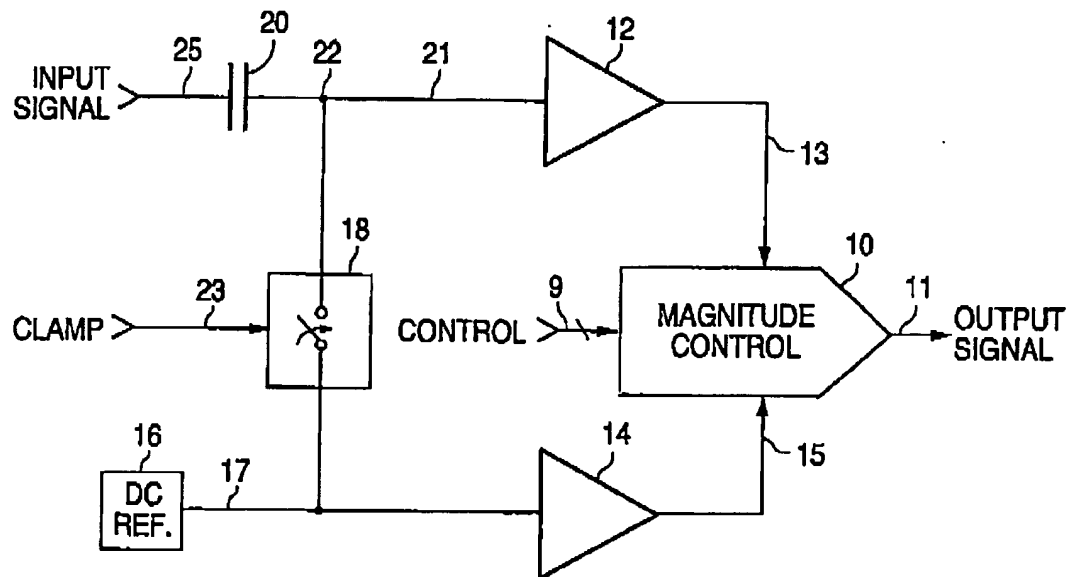 20
12
25
22
21
INPUT
SIGNAL
13
18
10
23
9
11
CLAMP
CONTROL
MAGNITUDE
CONTROL
OUTPUT
SIGNAL
16
17
14
15
DC
REF.